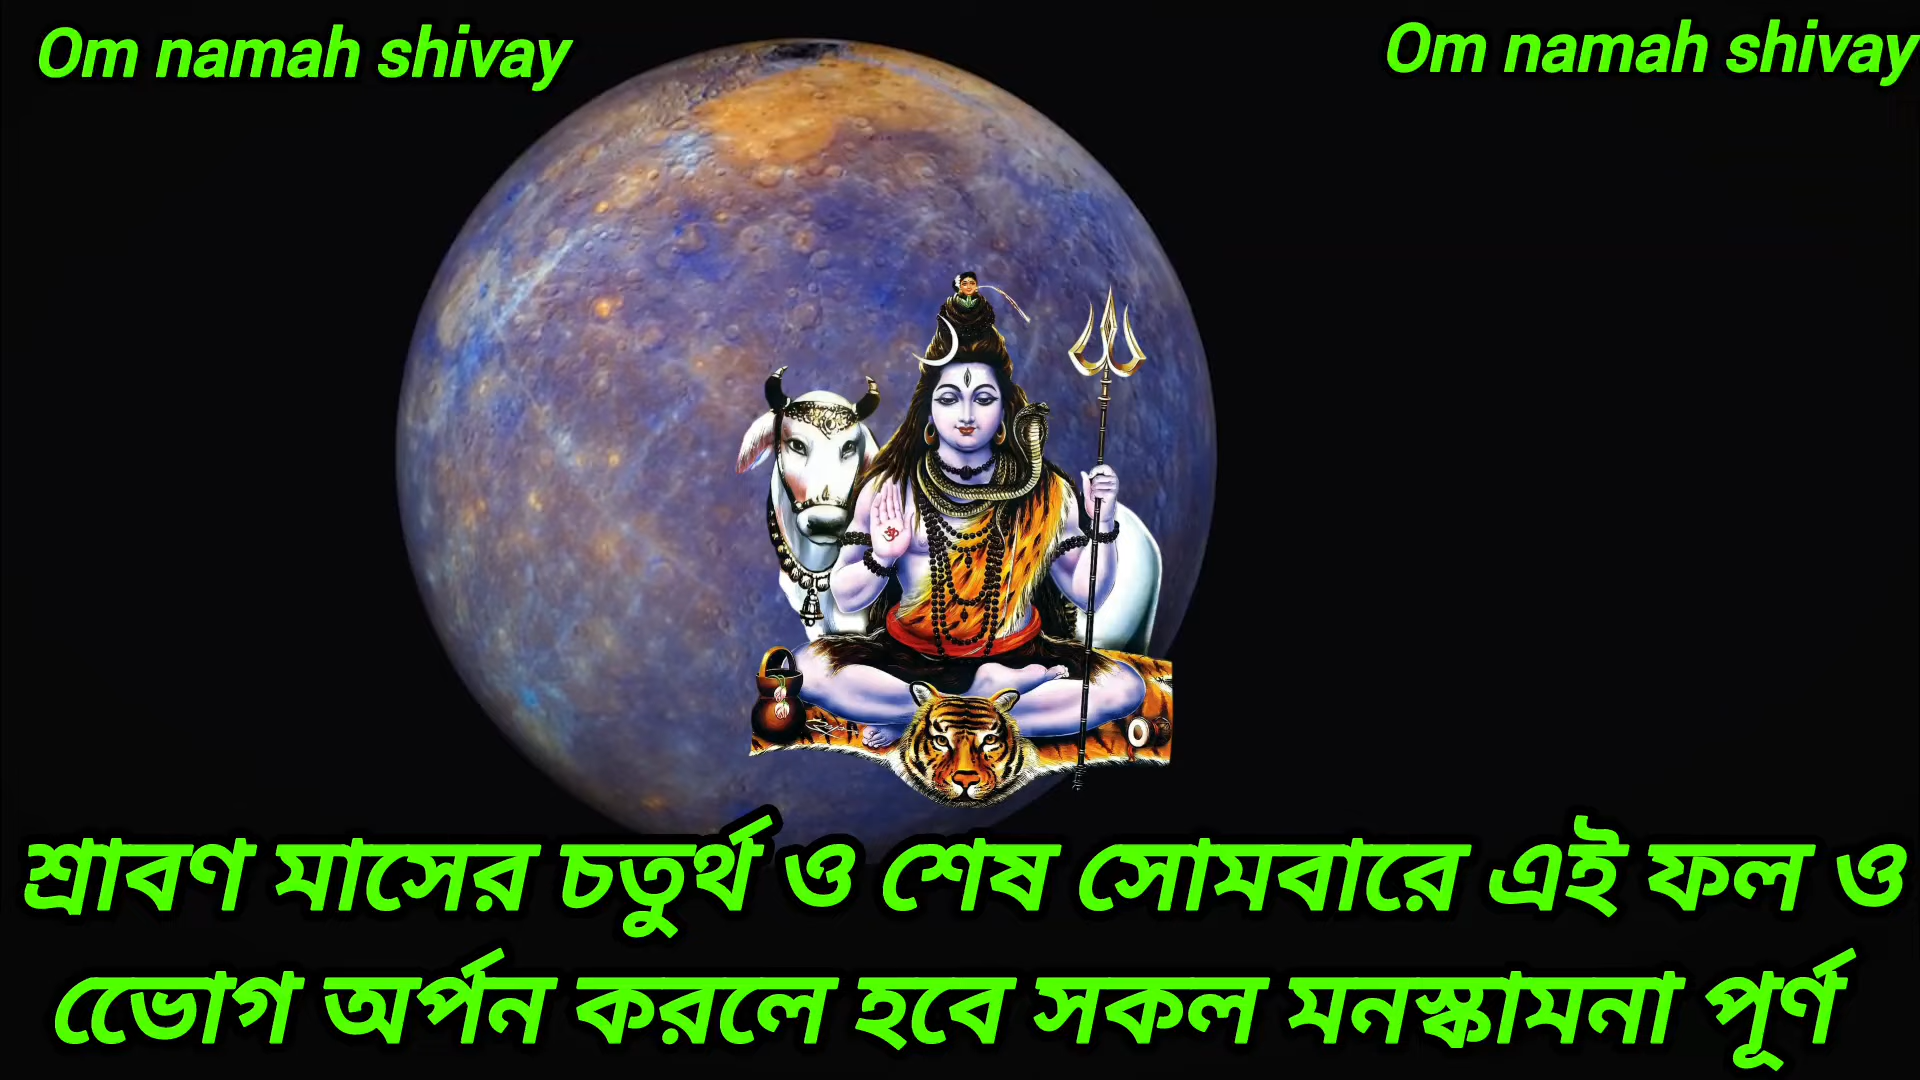 Om namah shivay
Om namah shivay
ॐ
শ্রাবণ মাসের চতুর্থ ও শেষ সোমবারে এই ফল ও
ভোেগ অর্পন করলে হবে সকল মনস্কামনা পূর্ণ